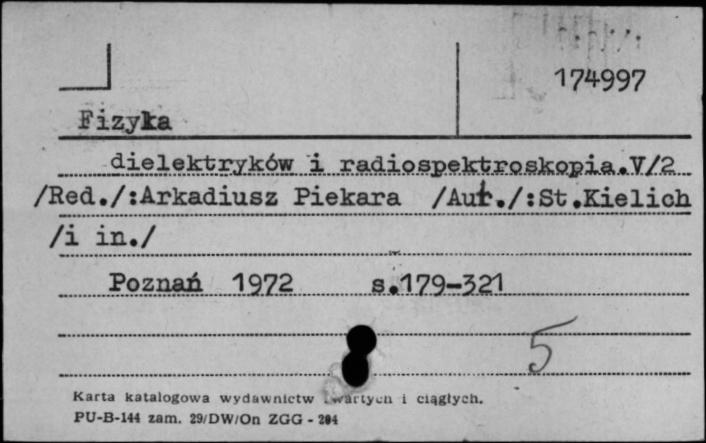 174997
Fizyka
dielektryków i radiospektroskopia.V/2
/Red./:Arkadiusz Piekara /Aut./:St.Kielich
/i in./
Poznań 1972 s.179-321
5
Karta katalogowa wydawnictw zwartych i ciągłych.
PU-B-144 zam. 29/DW/On ZGG - 204